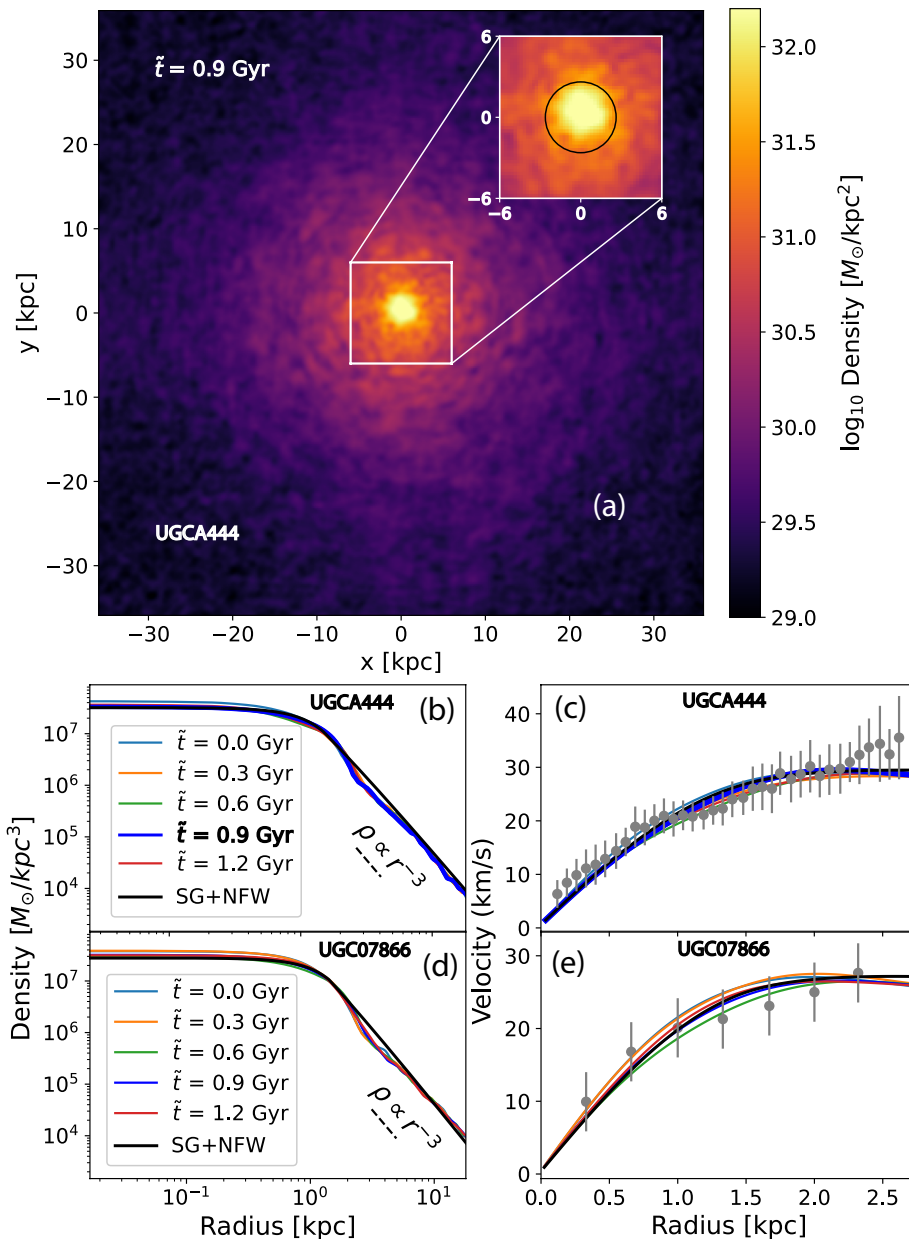 t̃ = 0.9 Gyr
UGCA444
(a)
y [kpc]
30
20
10
0
−10
−20
−30
−30
−20
−10
0
10
20
30
x [kpc]
6
0
−6
−6
0
6
32.0
31.5
31.0
30.5
30.0
29.5
29.0
log₁₀ Density [M⊙/kpc²]
UGCA444
(b)
10⁷
10⁶
10⁵
10⁴
t̃ = 0.0 Gyr
t̃ = 0.3 Gyr
t̃ = 0.6 Gyr
t̃ = 0.9 Gyr
t̃ = 1.2 Gyr
SG+NFW
ρ ∝ r⁻³
UGCA444
(c)
40
30
20
10
0
Density [M⊙/kpc³]
UGC07866
(d)
10⁷
10⁶
10⁵
10⁴
t̃ = 0.0 Gyr
t̃ = 0.3 Gyr
t̃ = 0.6 Gyr
t̃ = 0.9 Gyr
t̃ = 1.2 Gyr
SG+NFW
ρ ∝ r⁻³
10⁻¹
10⁰
10¹
Radius [kpc]
Velocity (km/s)
UGC07866
(e)
30
20
10
0
0.0
0.5
1.0
1.5
2.0
2.5
Radius [kpc]